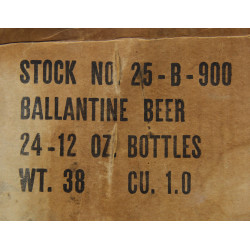 STOCK NO. 25-B-900
BALLANTINE BEER
24-12 OZ. BOTTLES
WT. 38 CU. 1.0